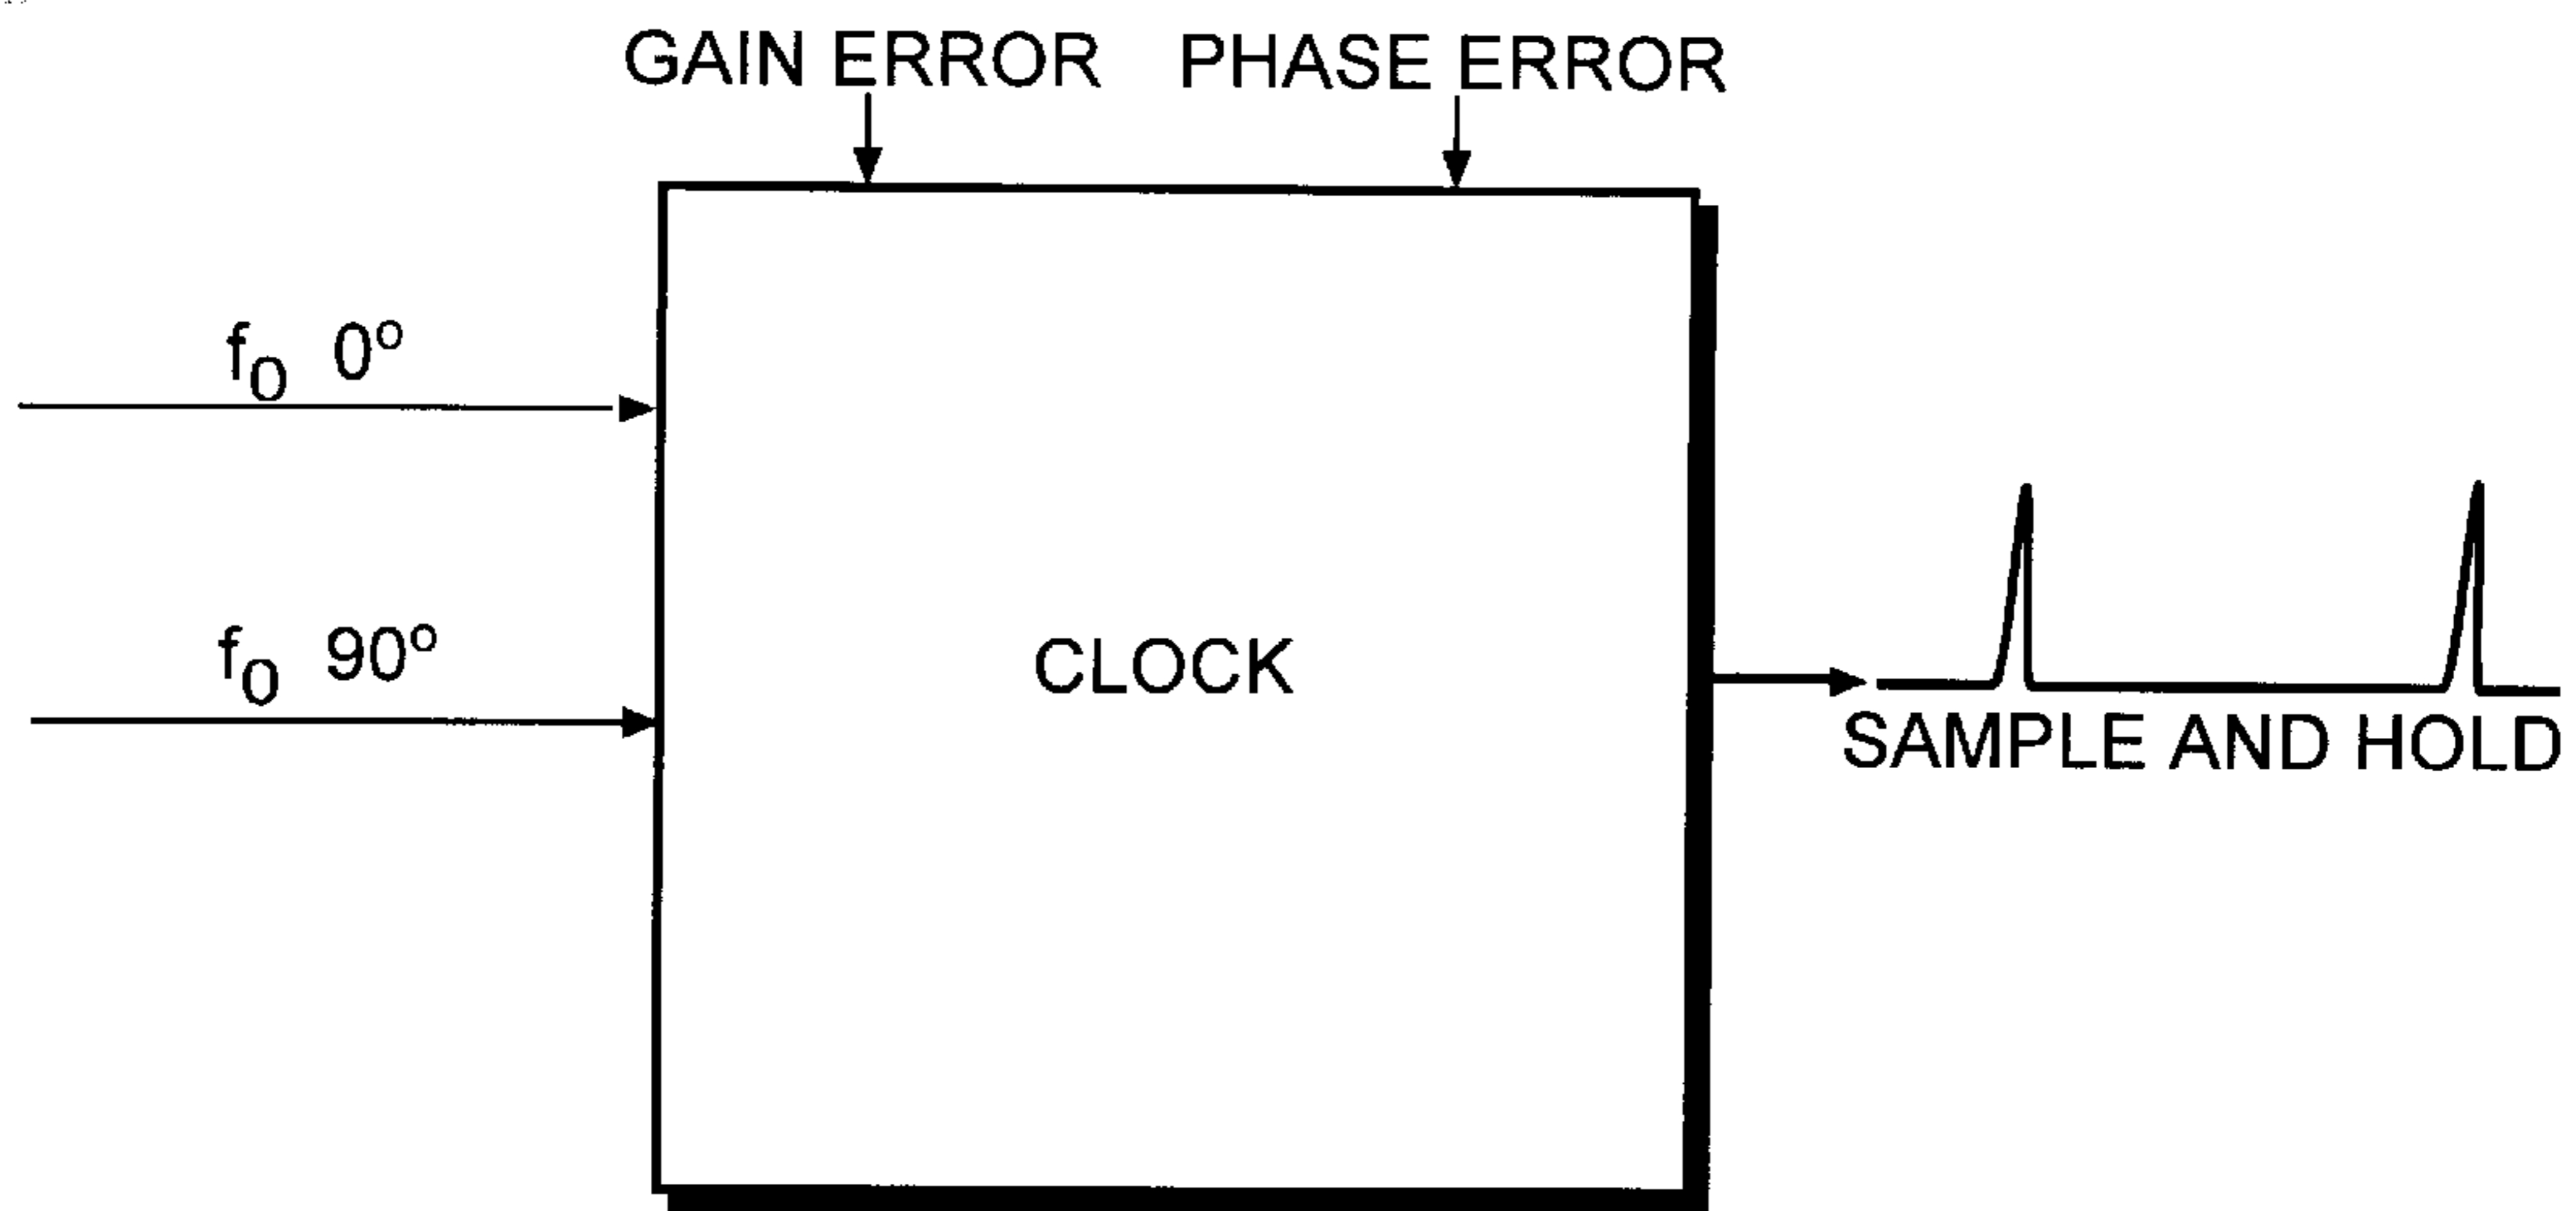 GAIN ERROR PHASE ERROR
f₀ 0°
f₀ 90°
CLOCK
SAMPLE AND HOLD